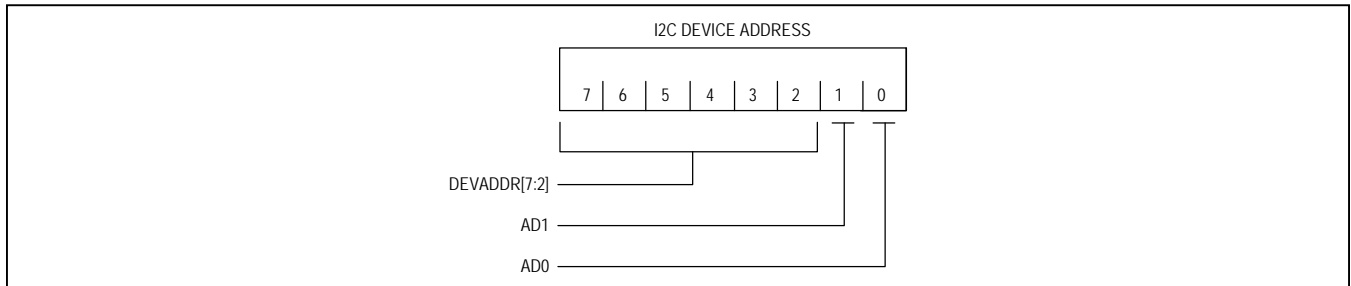 I2C DEVICE ADDRESS
7 6 5 4 3 2 1 0
DEVADDR[7:2]
AD1
AD0